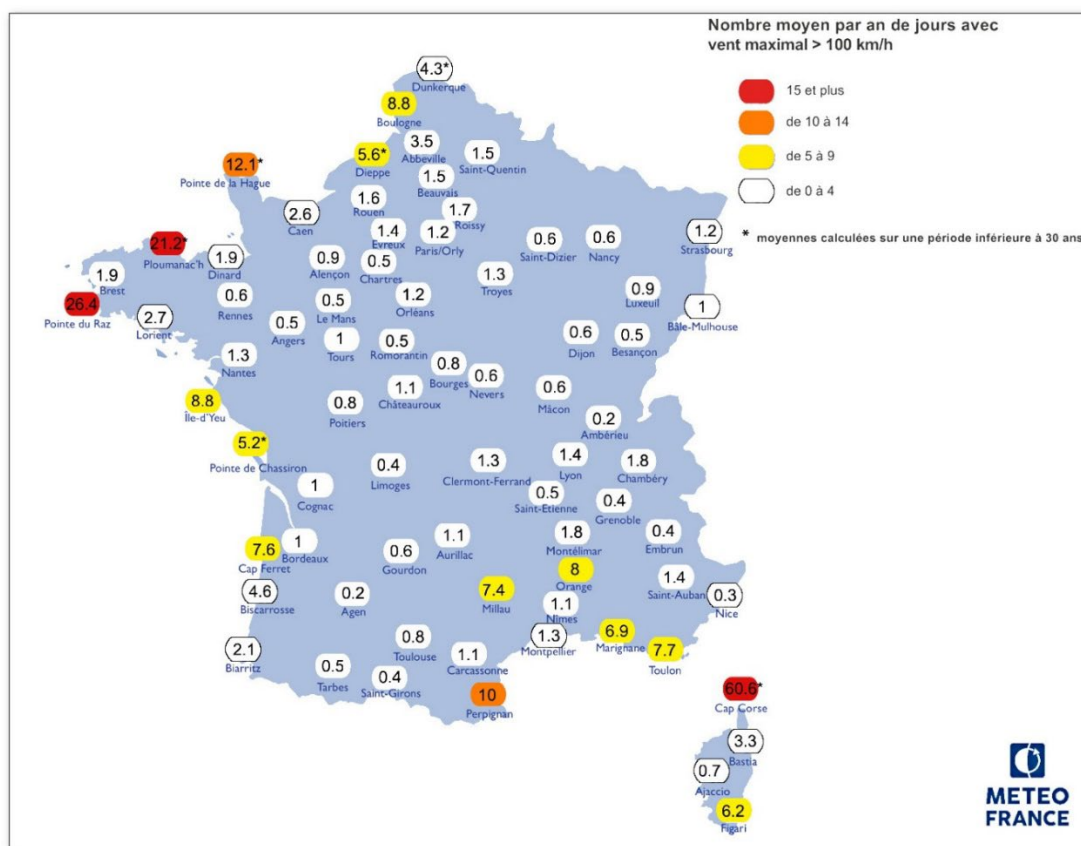 Nombre moyen par an de jours avec
vent maximal > 100 km/h
15 et plus
de 10 à 14
de 5 à 9
de 0 à 4
* moyennes calculées sur une période inférieure à 30 ans
4.3*
Dunkerque
8.8
Boulogne
3.5
Abbeville
5.6*
Dieppe
1.5
Saint-Quentin
12.1*
Pointe de la Hague
1.5
Beauvais
1.6
Rouen
1.7
Roissy
2.6
Caen
1.4
Evreux
1.2
Paris/Orly
0.6
Saint-Dizier
0.6
Nancy
1.2
Strasbourg
21.2*
Ploumanac'h
1.9
Dinard
0.9
Alençon
0.5
Chartres
1.9
Brest
1.3
Troyes
0.9
Luxeuil
26.4
Pointe du Raz
0.6
Rennes
0.5
Le Mans
1.2
Orléans
1
Bâle-Mulhouse
2.7
Lorient
0.5
Angers
1
Tours
0.5
Romorantin
0.6
Dijon
0.5
Besançon
1.3
Nantes
0.8
Bourges
0.6
Nevers
1.1
Châteauroux
0.6
Mâcon
8.8
Île-d'Yeu
0.8
Poitiers
0.2
Ambérieu
5.2*
Pointe de Chassiron
0.4
Limoges
1.3
Clermont-Ferrand
1.4
Lyon
1.8
Chambéry
1
Cognac
0.5
Saint-Etienne
0.4
Grenoble
7.6
Cap Ferret
1
Bordeaux
0.6
Gourdon
1.1
Aurillac
1.8
Montélimar
0.4
Embrun
8
Orange
4.6
Biscarrosse
0.2
Agen
7.4
Millau
1.4
Saint-Auban
0.3
Nice
1.1
Nîmes
2.1
Biarritz
0.8
Toulouse
1.3
Montpellier
6.9
Marignane
7.7
Toulon
0.5
Tarbes
0.4
Saint-Girons
1.1
Carcassonne
10
Perpignan
60.6*
Cap Corse
3.3
Bastia
0.7
Ajaccio
6.2
Figari
METEO
FRANCE